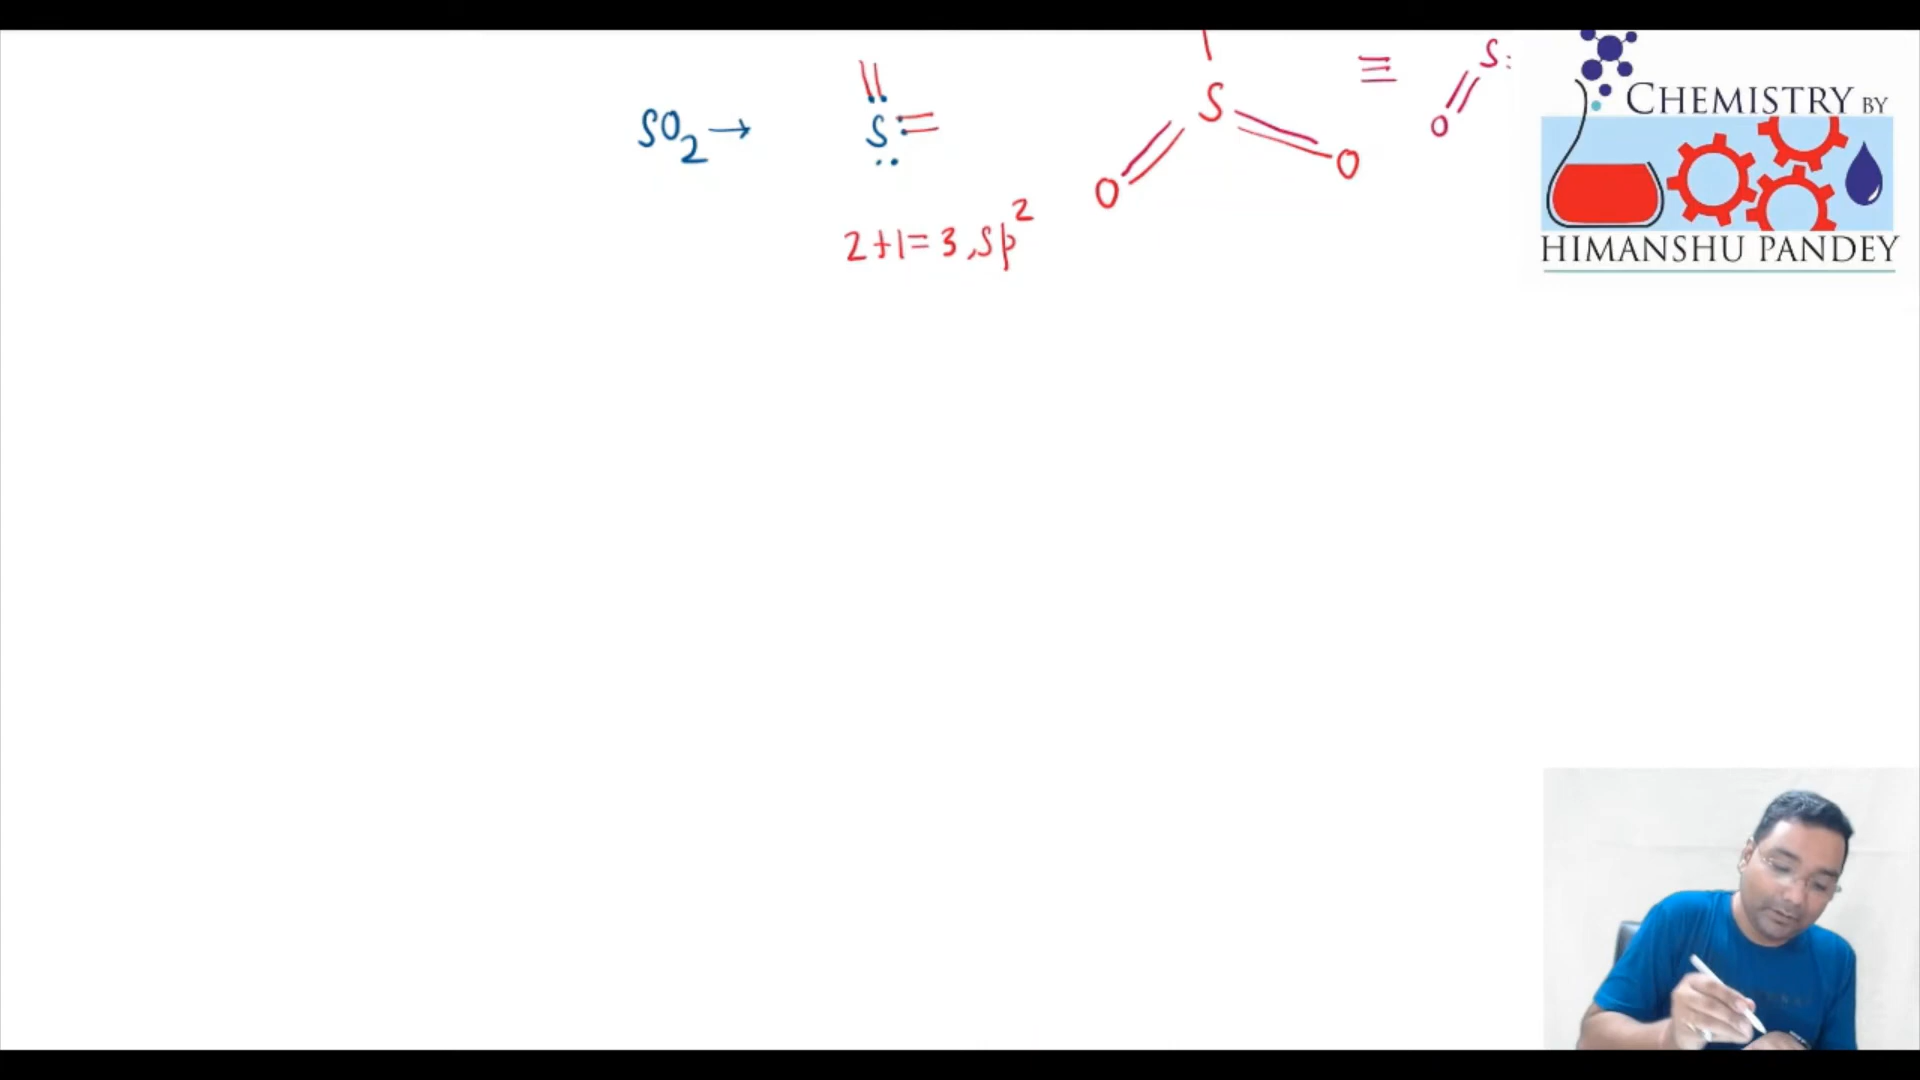 SO2 →
S
S
O
O
≡
S:
O
2+1=3, sp²
CHEMISTRY BY
HIMANSHU PANDEY